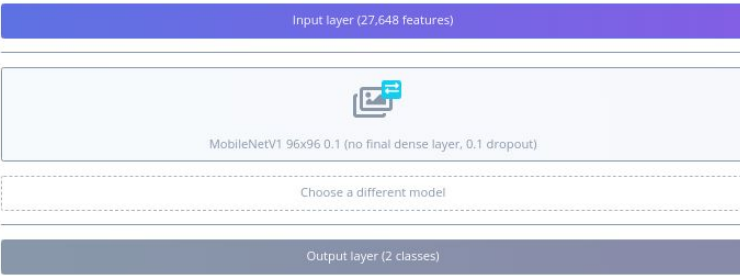 Input layer (27,648 features)
MobileNetV1 96x96 0.1 (no final dense layer, 0.1 dropout)
Choose a different model
Output layer (2 classes)